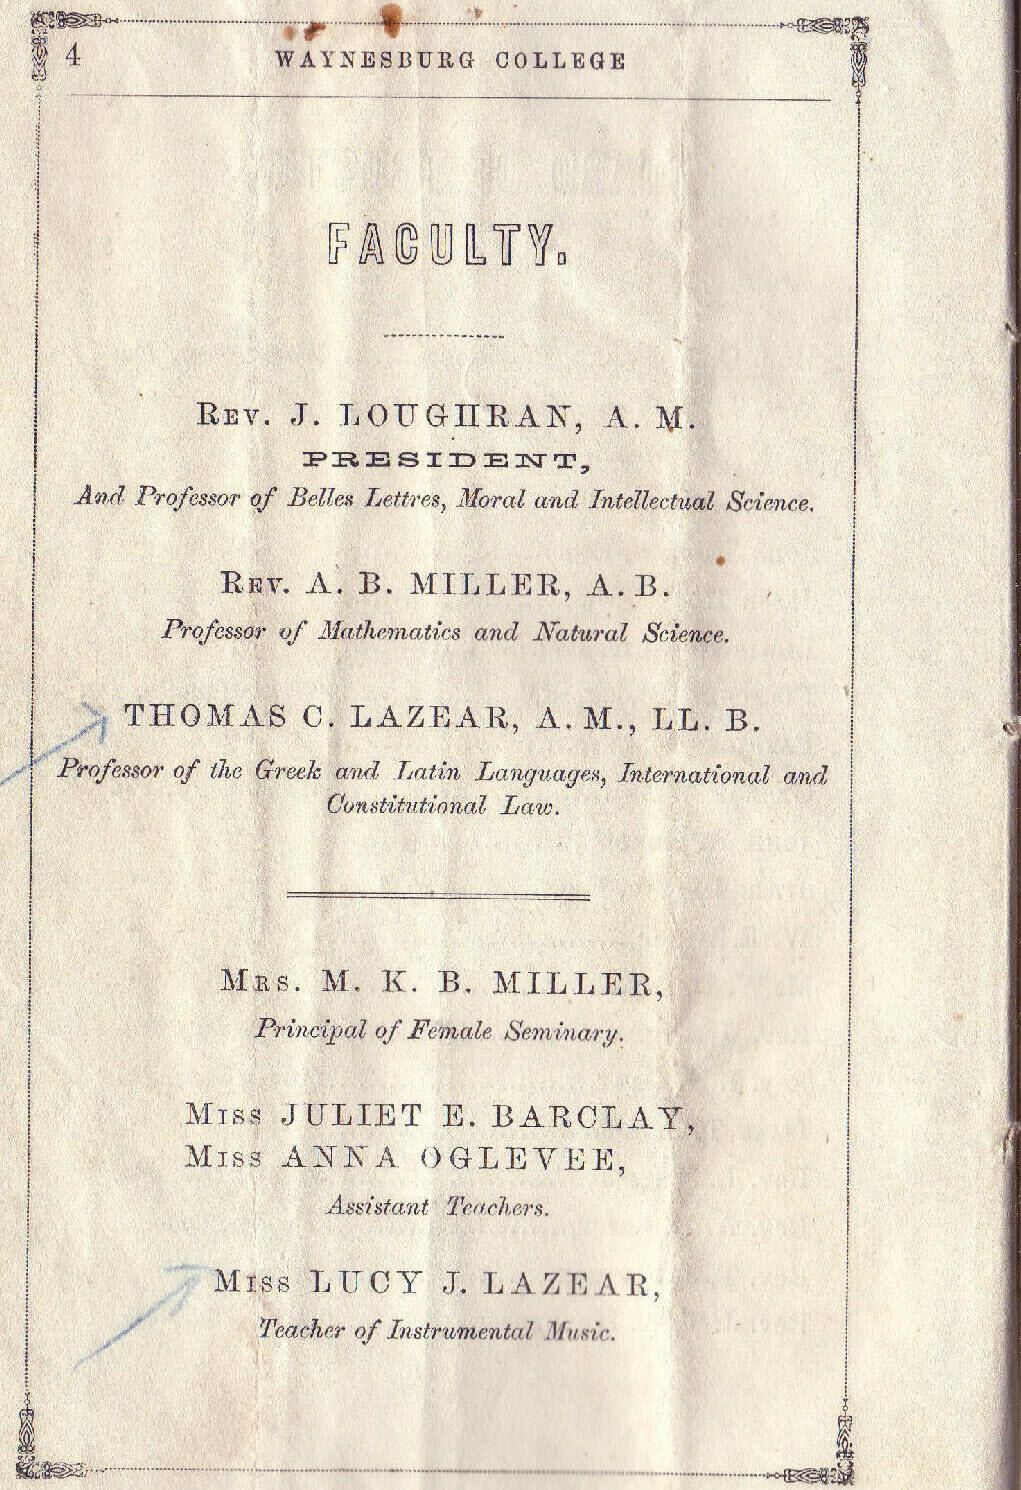 4
WAYNESBURG COLLEGE
FACULTY.
REV. J. LOUGHRAN, A. M.
PRESIDENT,
And Professor of Belles Lettres, Moral and Intellectual Science.
REV. A. B. MILLER, A. B.
Professor of Mathematics and Natural Science.
THOMAS C. LAZEAR, A. M., LL. B.
Professor of the Greek and Latin Languages, International and
Constitutional Law.
MRS. M. K. B. MILLER,
Principal of Female Seminary.
MISS JULIET E. BARCLAY,
MISS ANNA OGLEVEE,
Assistant Teachers.
MISS LUCY J. LAZEAR,
Teacher of Instrumental Music.